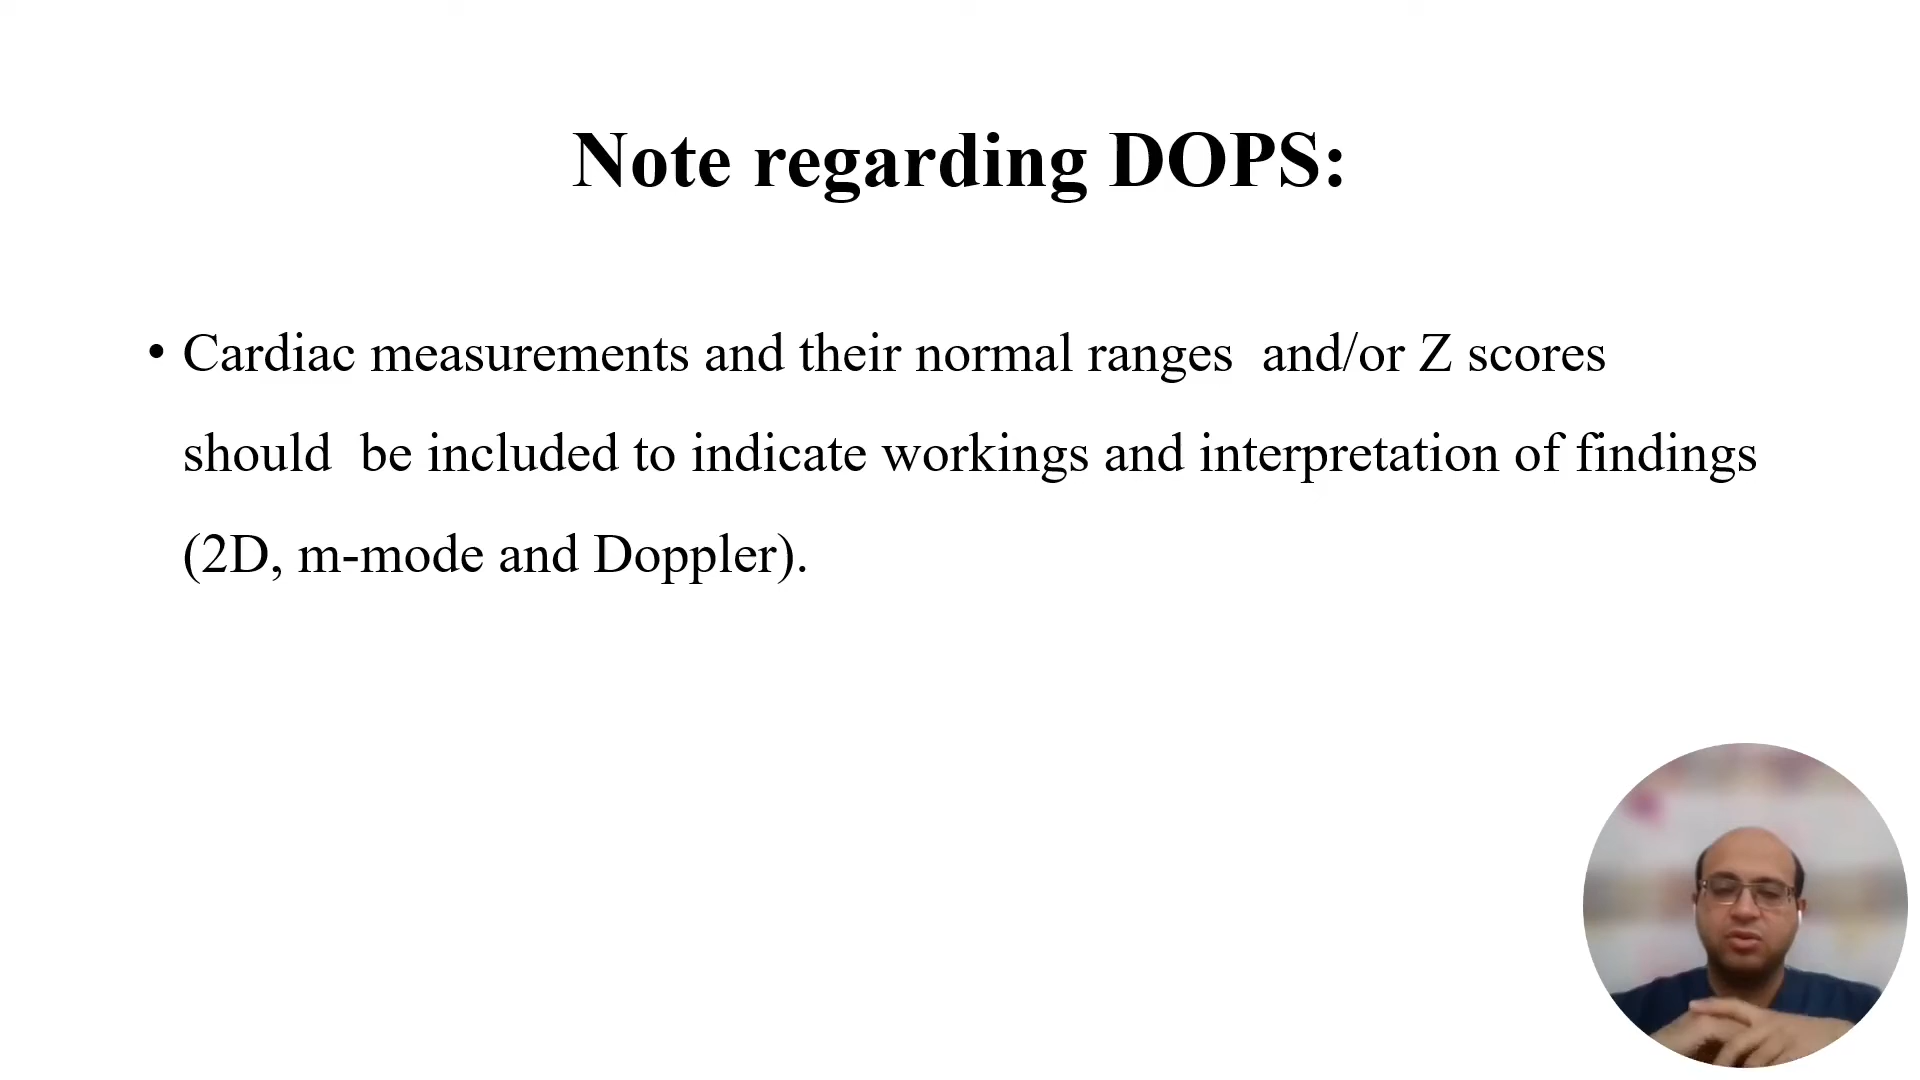 Note regarding DOPS:
• Cardiac measurements and their normal ranges  and/or Z scores
should  be included to indicate workings and interpretation of findings
(2D, m-mode and Doppler).